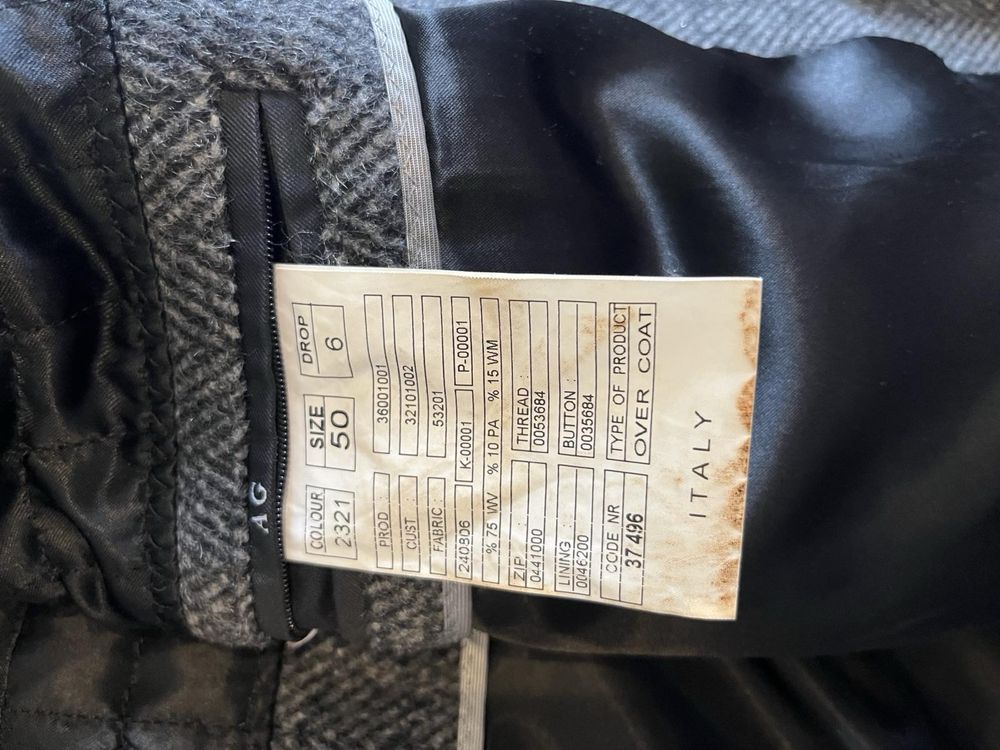 AG
COLOUR SIZE DROP
2321 50 6
PROD : 36001001
CUST : 32101002
FABRIC : 53201
240806 K-00001 P-00001
% 75 WV % 10 PA % 15 WM
ZIP : THREAD :
0441000 0053684
LINING : BUTTON :
0046200 0035684
CODE NR TYPE OF PRODUCT
37 496 OVER COAT
ITALY